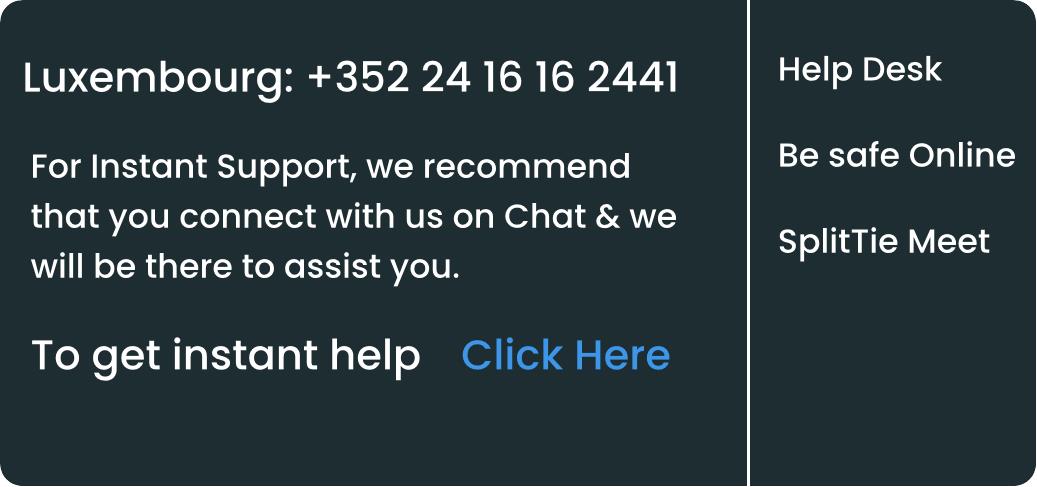 Luxembourg: +352 24 16 16 2441
For Instant Support, we recommend
that you connect with us on Chat & we
will be there to assist you.
To get instant help Click Here
Help Desk
Be safe Online
SplitTie Meet